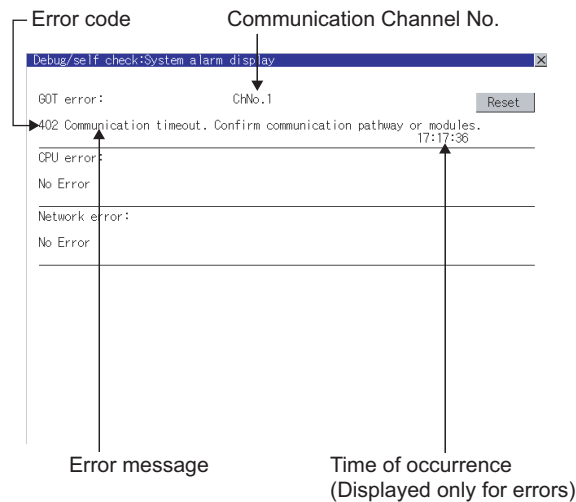 Error code
Communication Channel No.
Debug/self check:System alarm display
GOT error:
ChNo.1
Reset
402 Communication timeout. Confirm communication pathway or modules.
17:17:36
CPU error:
No Error
Network error:
No Error
Error message
Time of occurrence
(Displayed only for errors)